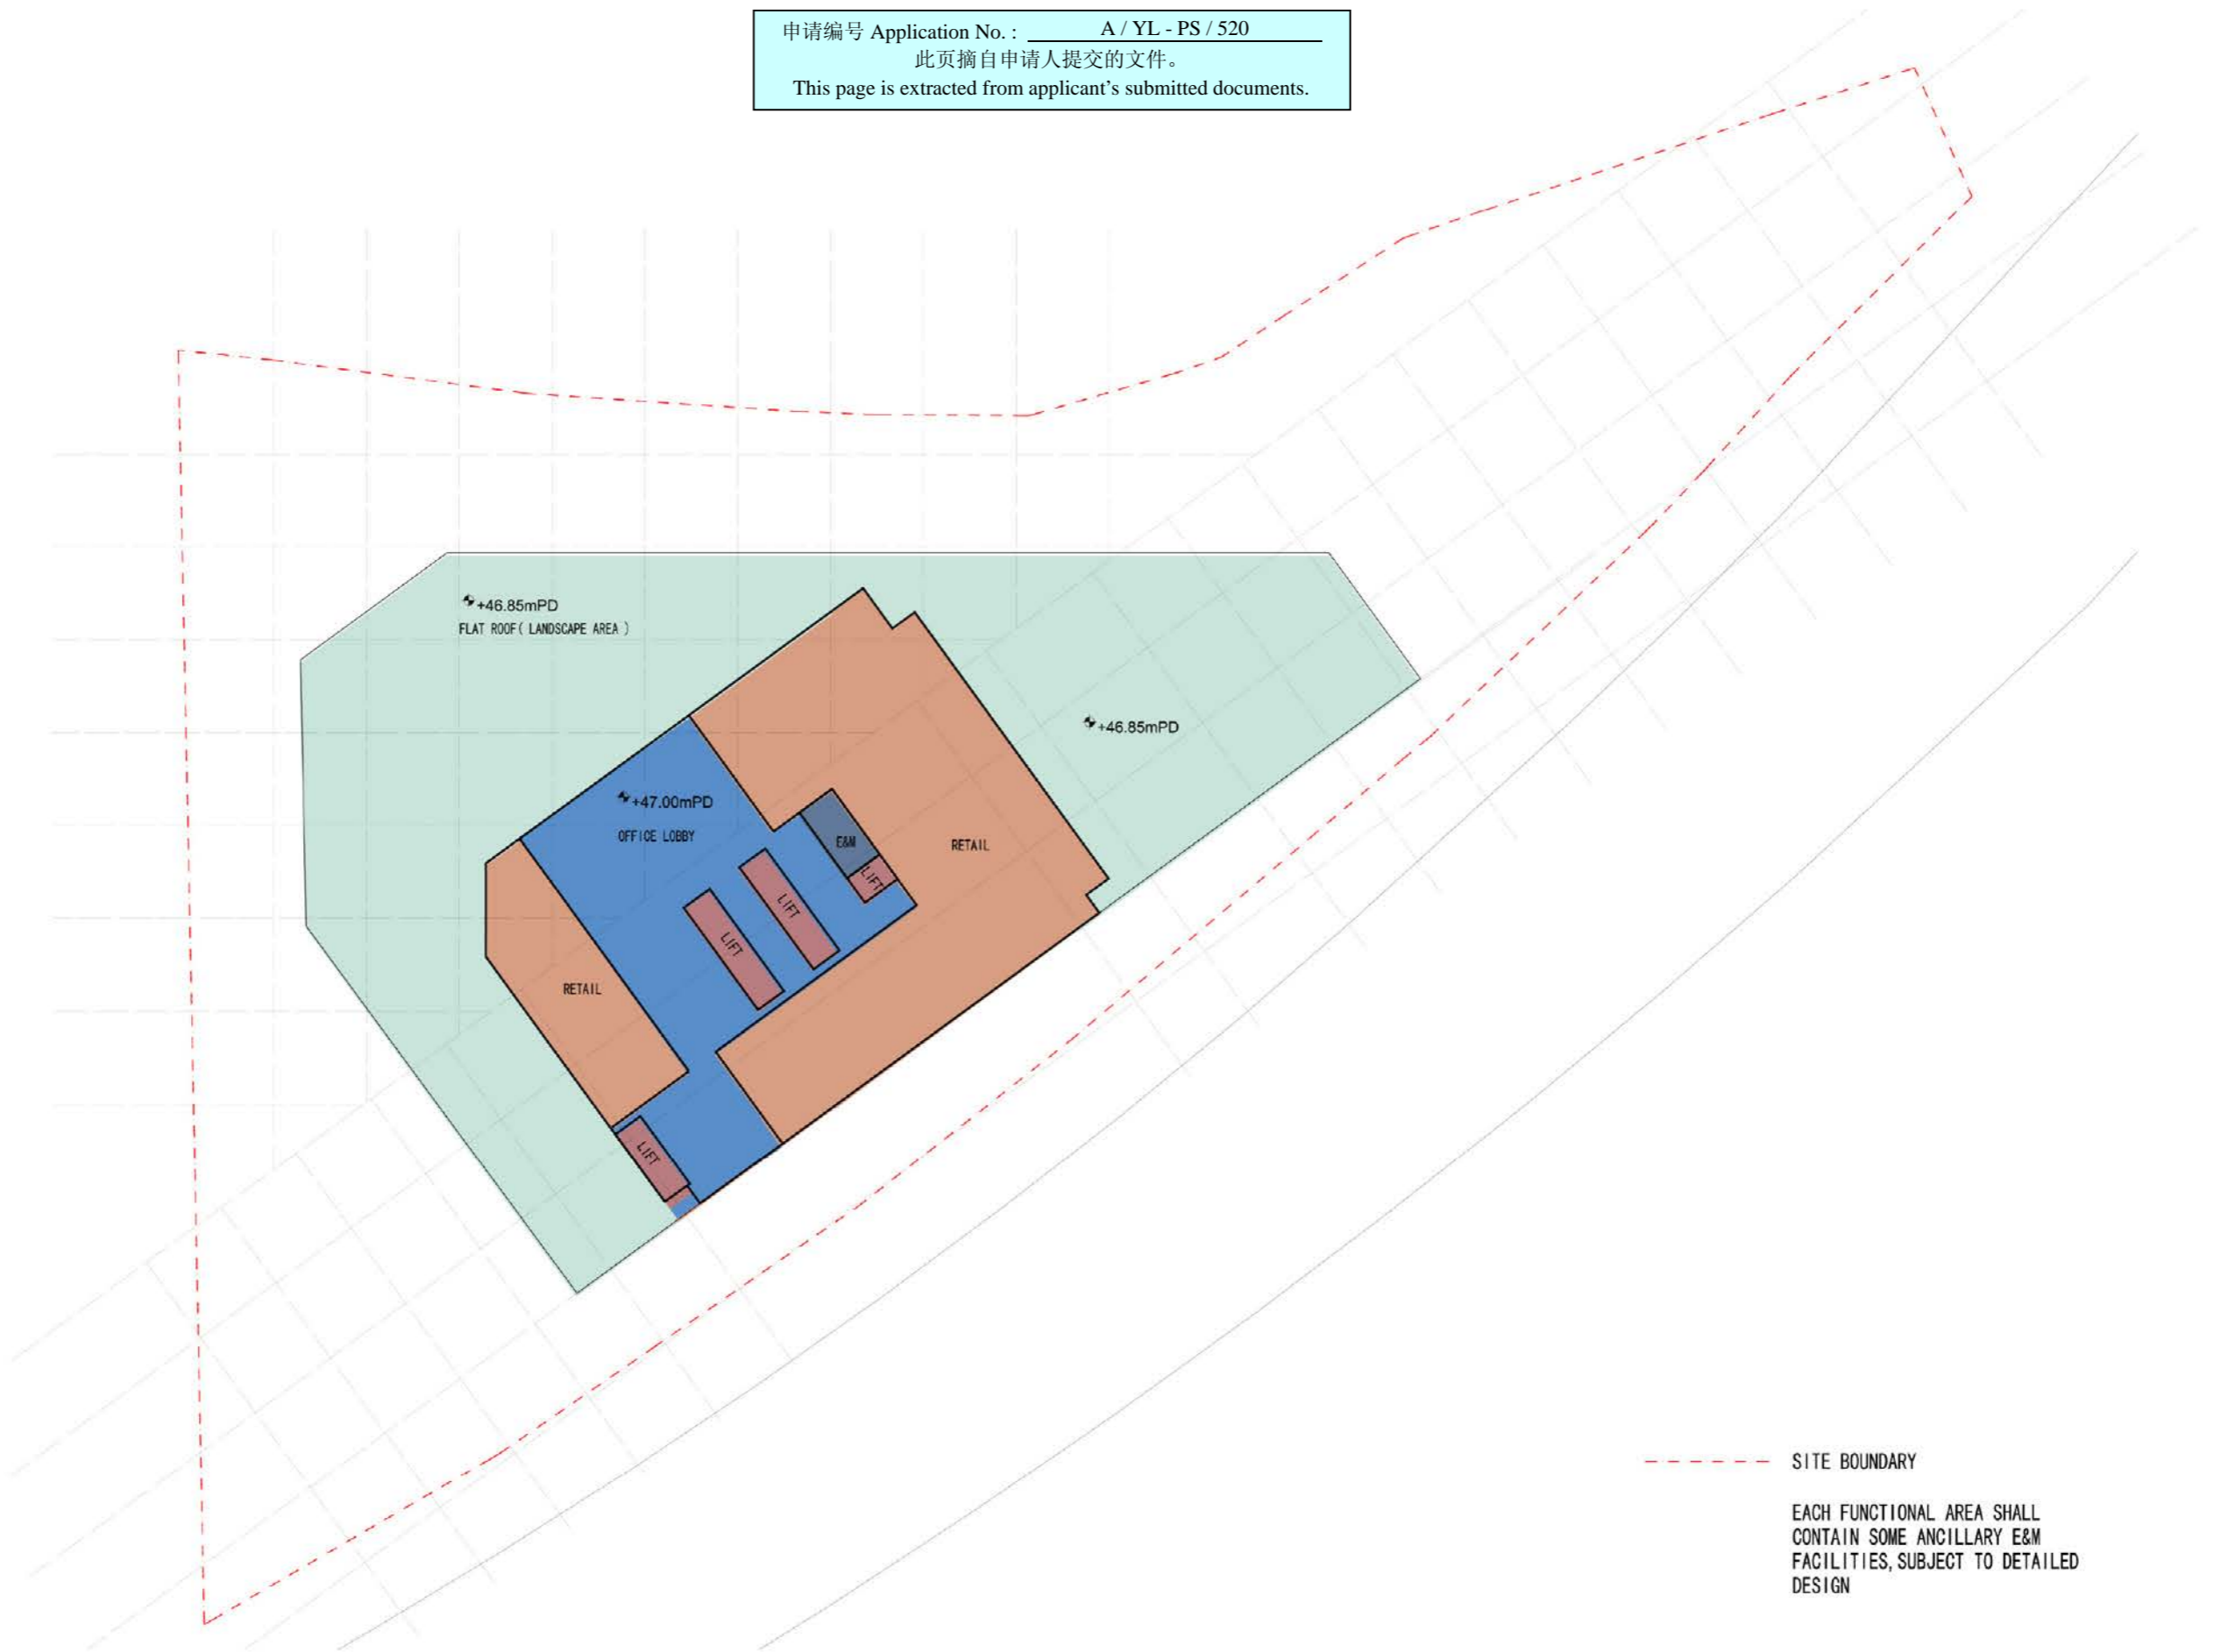 申请编号 Application No. : A / YL - PS / 520
此页摘自申请人提交的文件。
This page is extracted from applicant's submitted documents.
+46.85mPD
FLAT ROOF( LANDSCAPE AREA )
+46.85mPD
+47.00mPD
OFFICE LOBBY
E&M
RETAIL
LIFT
LIFT
LIFT
RETAIL
LIFT
SITE BOUNDARY
EACH FUNCTIONAL AREA SHALL
CONTAIN SOME ANCILLARY E&M
FACILITIES, SUBJECT TO DETAILED
DESIGN